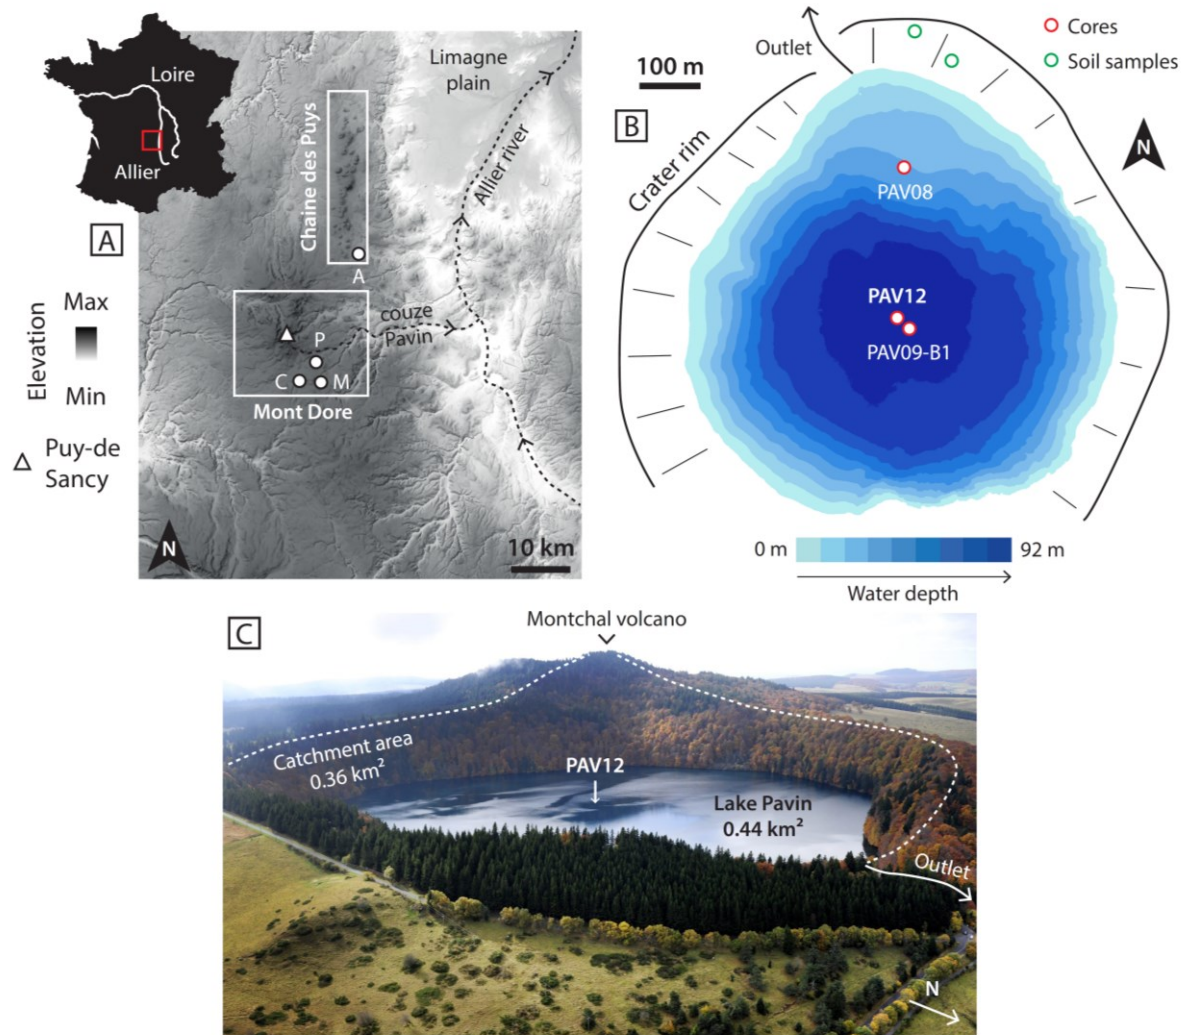 Loire
Allier
A
Elevation
Max
Min
Puy-de
Sancy
Limagne
plain
Chaine des Puys
Allier river
A
couze
Pavin
P
C
M
Mont Dore
N
10 km
Outlet
100 m
B
Crater rim
Cores
Soil samples
N
PAV08
PAV12
PAV09-B1
0 m
92 m
Water depth
C
Montchal volcano
Catchment area
0.36 km²
PAV12
Lake Pavin
0.44 km²
Outlet
N